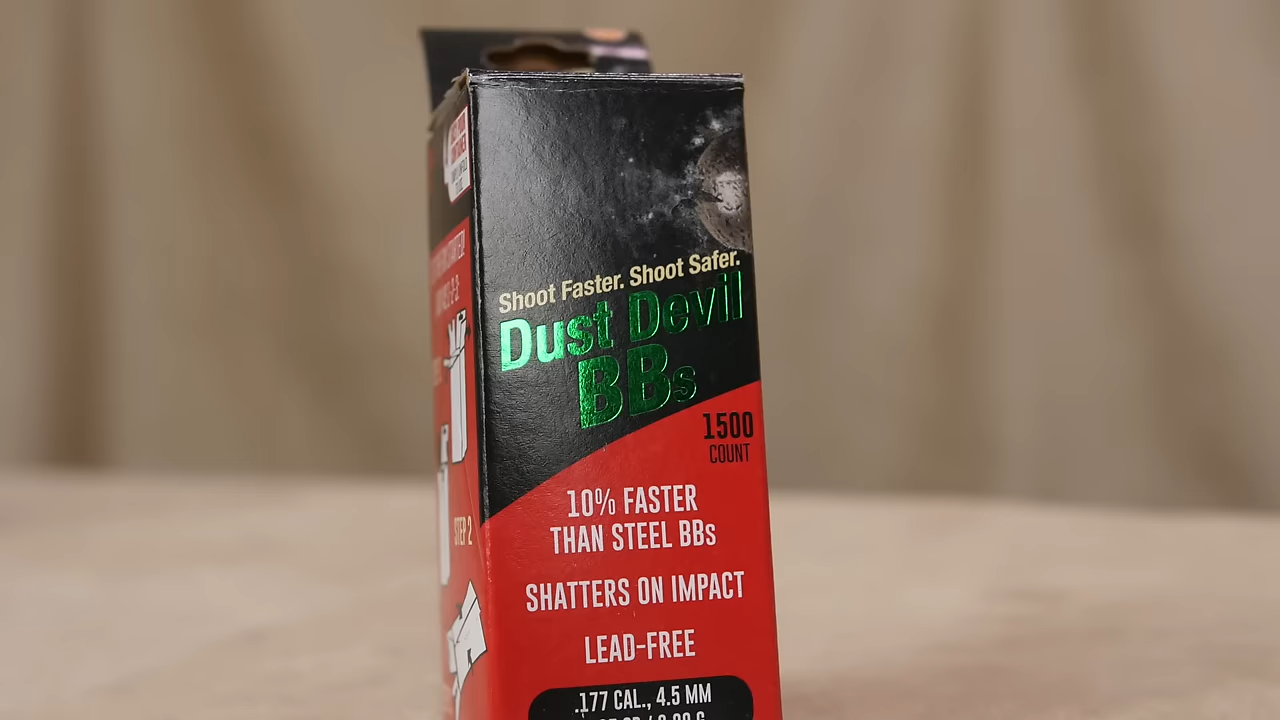 Shoot Faster. Shoot Safer.
Dust Devil
BBs
1500
COUNT
10% FASTER
THAN STEEL BBs
SHATTERS ON IMPACT
LEAD-FREE
.177 CAL., 4.5 MM
STEP 2